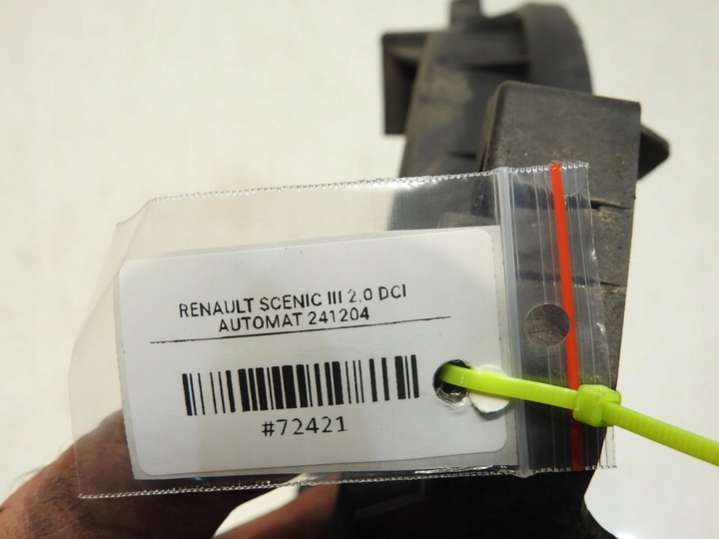 RENAULT SCENIC III 2.0 DCI
AUTOMAT 241204
#72421